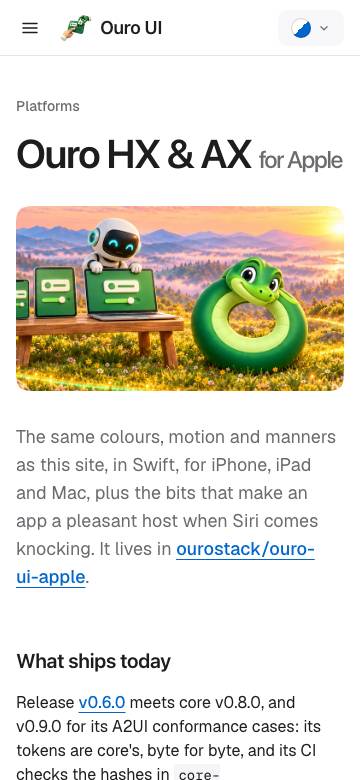 Ouro UI
Platforms
Ouro HX & AX for Apple
The same colours, motion and manners
as this site, in Swift, for iPhone, iPad
and Mac, plus the bits that make an
app a pleasant host when Siri comes
knocking. It lives in ourostack/ouro-
ui-apple.
What ships today
Release v0.6.0 meets core v0.8.0, and
v0.9.0 for its A2UI conformance cases: its
tokens are core's, byte for byte, and its CI
checks the hashes in core-